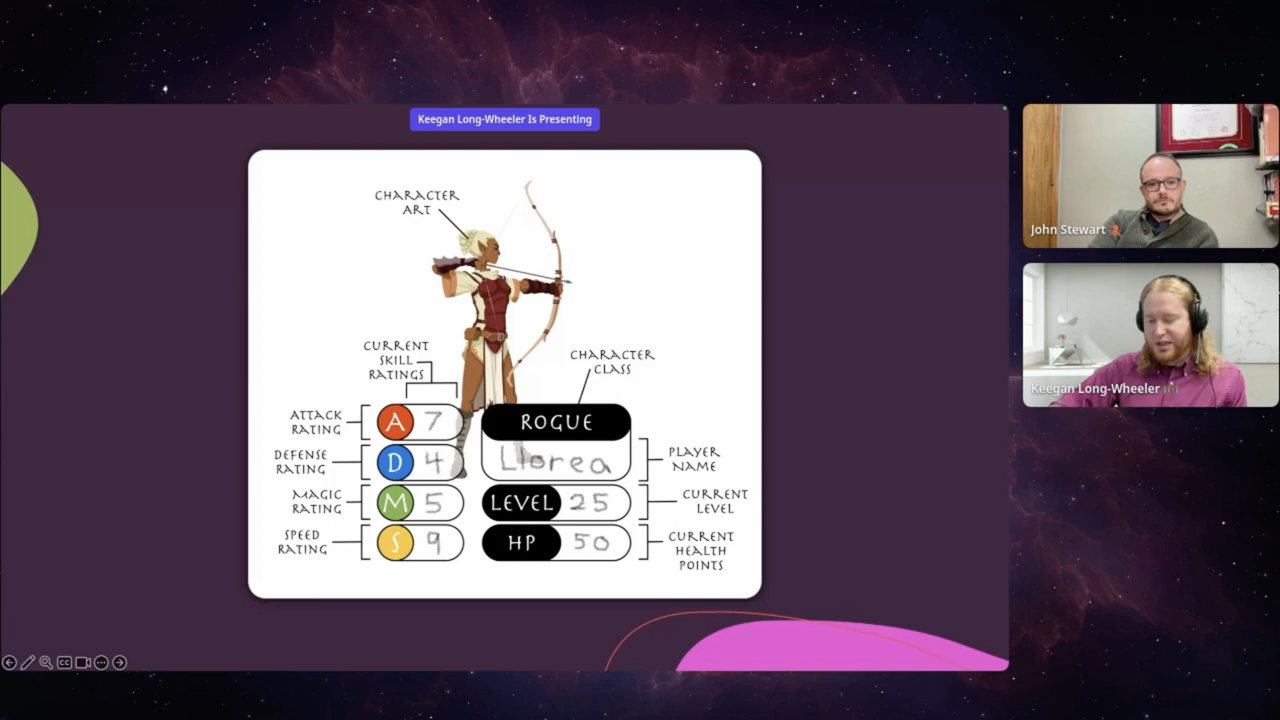 Keegan Long-Wheeler Is Presenting
CHARACTER
ART
CURRENT
SKILL
RATINGS
CHARACTER
CLASS
ATTACK
RATING
A 7
ROGUE
DEFENSE
RATING
D 4
Llorea
PLAYER
NAME
MAGIC
RATING
M 5
LEVEL 25
CURRENT
LEVEL
SPEED
RATING
S 9
HP 50
CURRENT
HEALTH
POINTS
CC
John Stewart
Keegan Long-Wheeler